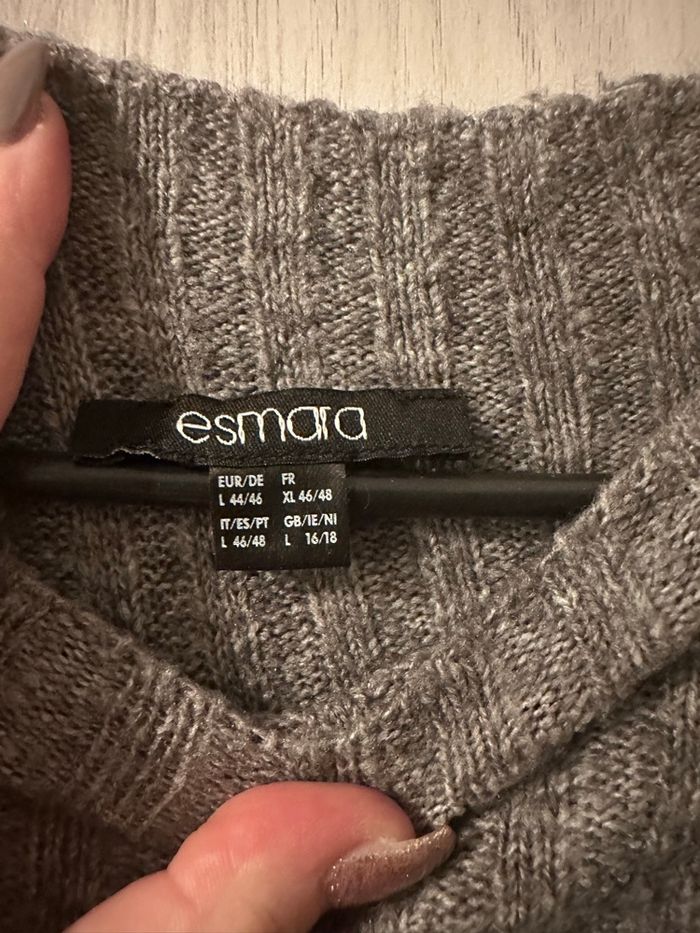 esmara
EUR/DE FR
L 44/46 XL 46/48
IT/ES/PT GB/IE/NI
L 46/48 L 16/18